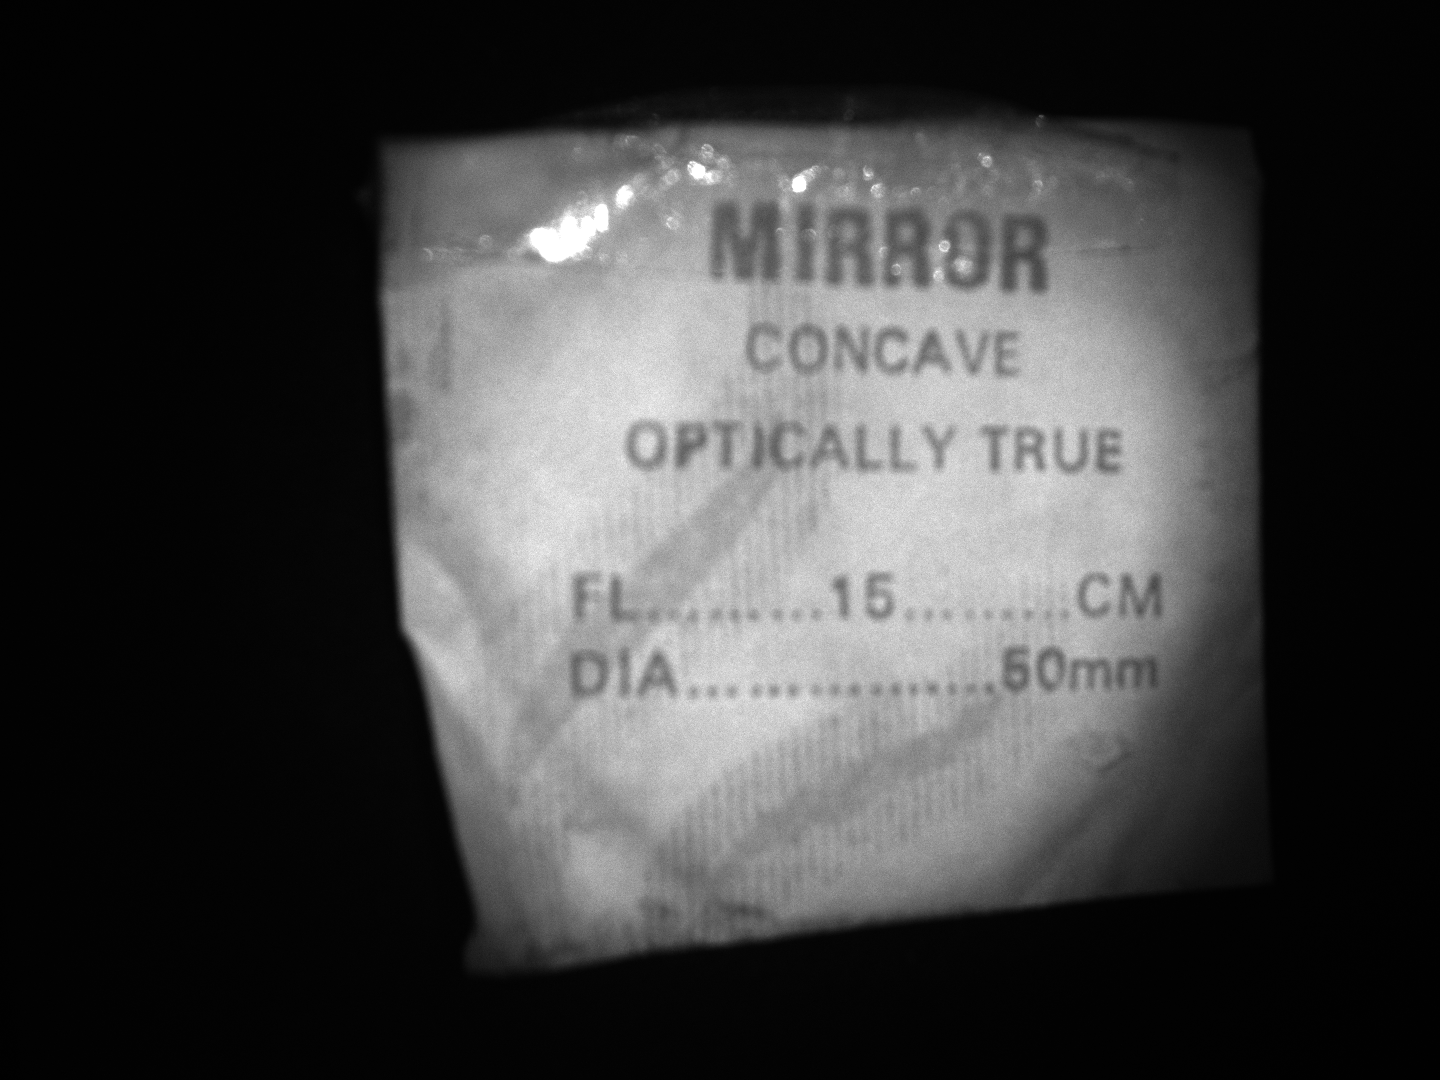 MIRROR
CONCAVE
OPTICALLY TRUE
FL..........15..........CM
DIA..................50mm